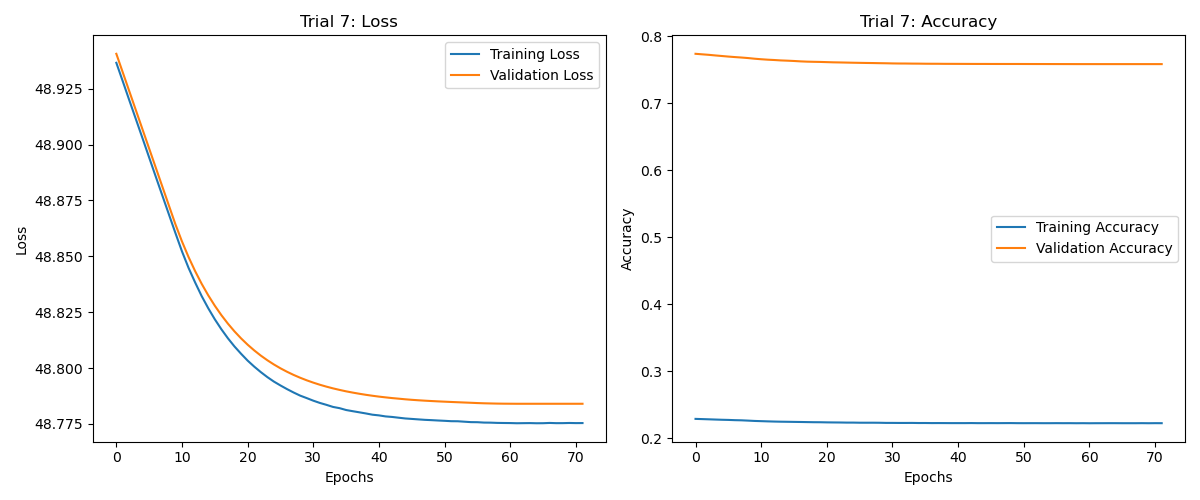 Trial 7: Loss
Training Loss
Validation Loss
48.925
48.900
48.875
48.850
48.825
48.800
48.775
Loss
0 10 20 30 40 50 60 70
Epochs
Trial 7: Accuracy
0.8
0.7
0.6
0.5
0.4
0.3
0.2
Accuracy
Training Accuracy
Validation Accuracy
0 10 20 30 40 50 60 70
Epochs